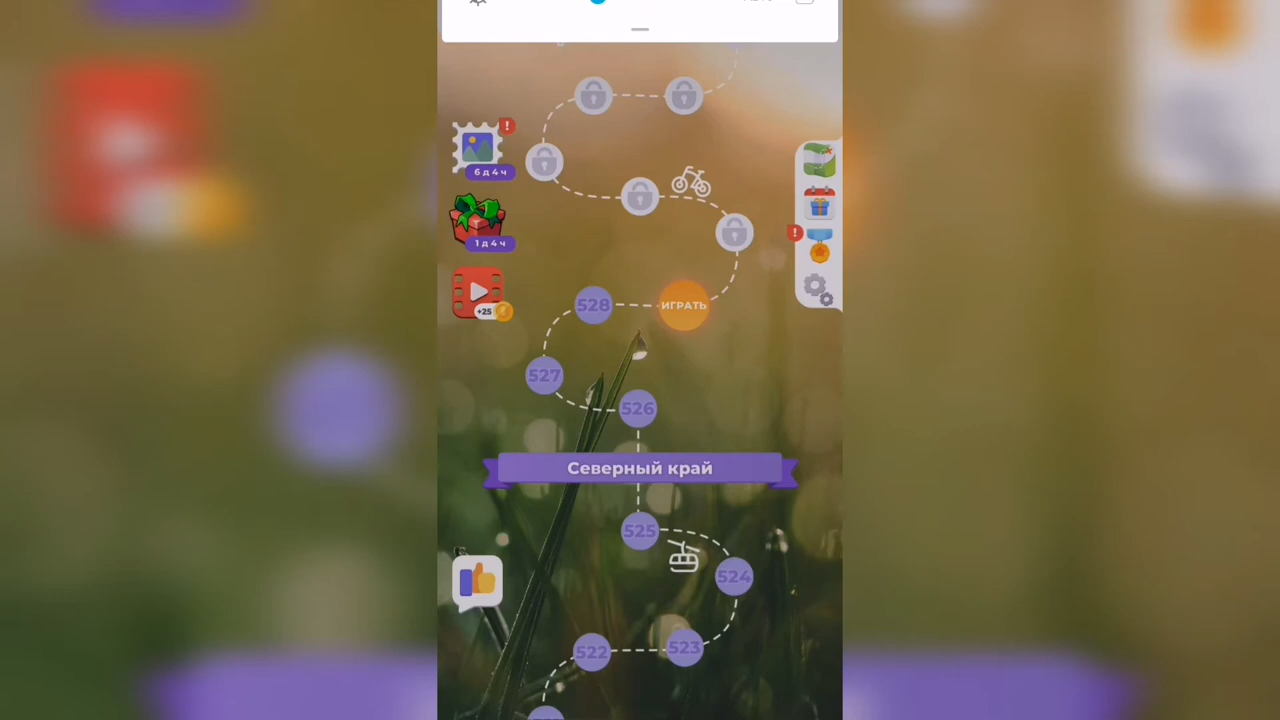 !
6 д 4 ч
1 д 4 ч
!
+25
528
ИГРАТЬ
527
526
Северный край
525
524
523
522